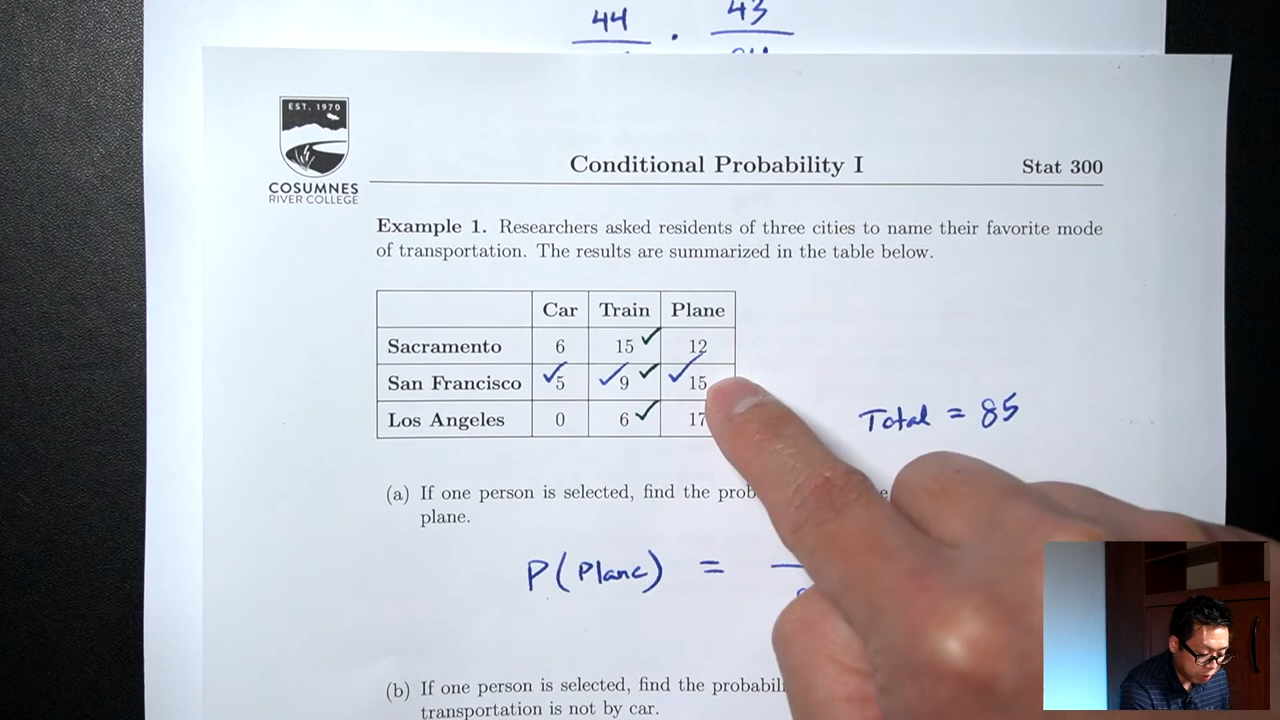 44 . 43
EST. 1970
COSUMNES
RIVER COLLEGE
Conditional Probability I Stat 300
Example 1. Researchers asked residents of three cities to name their favorite mode
of transportation. The results are summarized in the table below.
Car Train Plane
Sacramento 6 15 12
San Francisco 5 9 15
Los Angeles 0 6 17
Total = 85
(a) If one person is selected, find the
plane.
P(Plane) =
(b) If one person is selected, find the
transportation is not by car.